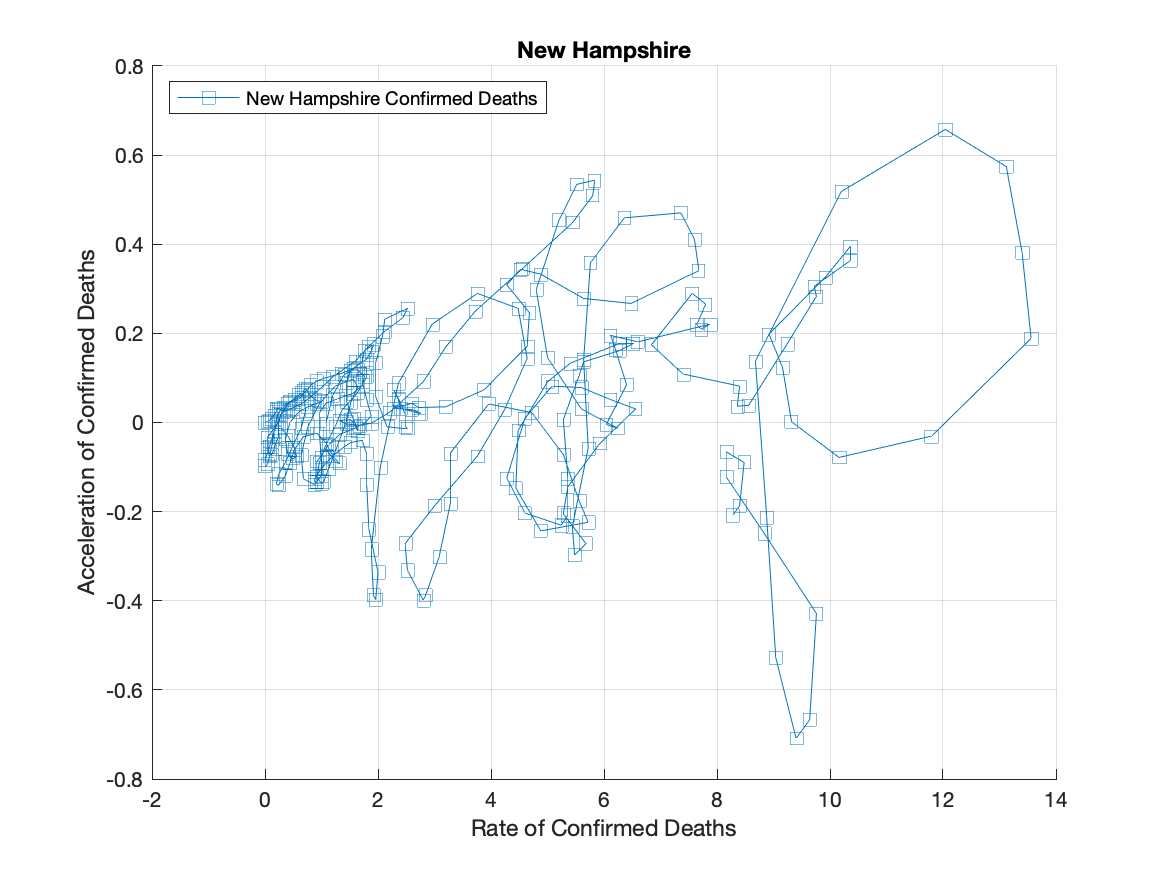 New Hampshire
New Hampshire Confirmed Deaths
0.8
0.6
0.4
0.2
0
-0.2
-0.4
-0.6
-0.8
Acceleration of Confirmed Deaths
-2 0 2 4 6 8 10 12 14
Rate of Confirmed Deaths